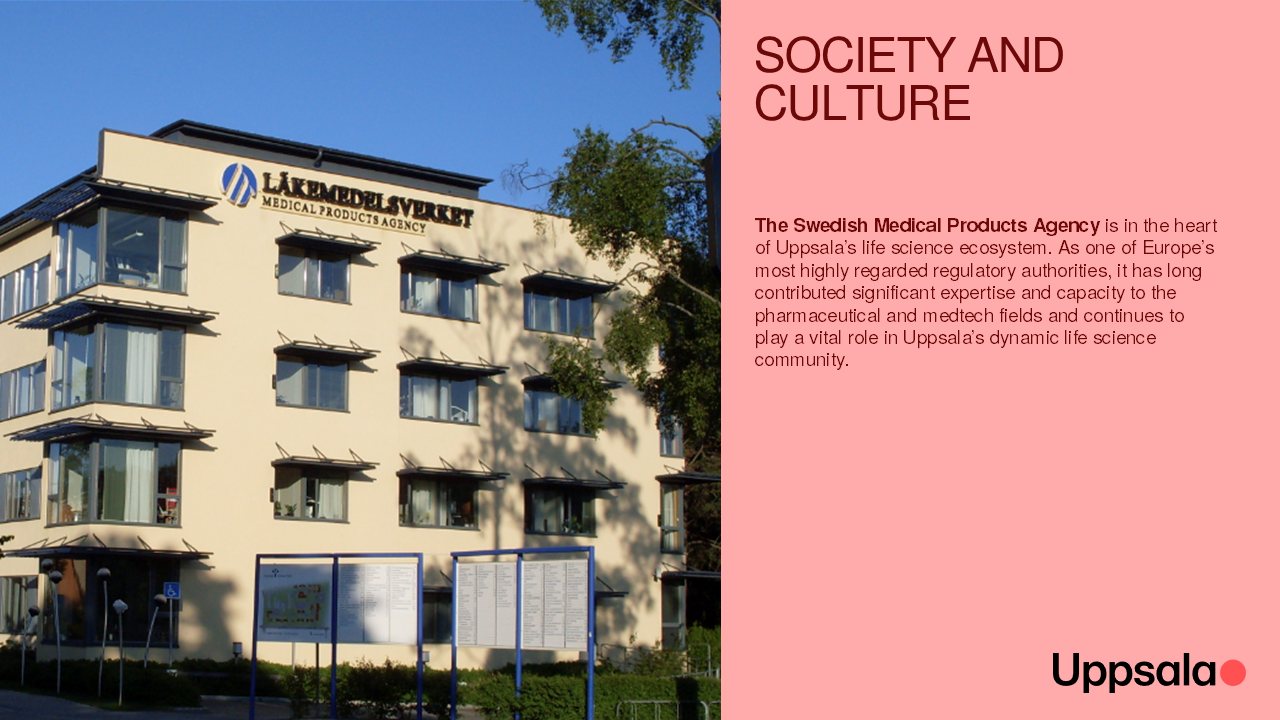 LÄKEMEDELSVERKET
MEDICAL PRODUCTS AGENCY
SOCIETY AND
CULTURE
The Swedish Medical Products Agency is in the heart
of Uppsala’s life science ecosystem. As one of Europe’s
most highly regarded regulatory authorities, it has long
contributed significant expertise and capacity to the
pharmaceutical and medtech fields and continues to
play a vital role in Uppsala’s dynamic life science
community.
Uppsala